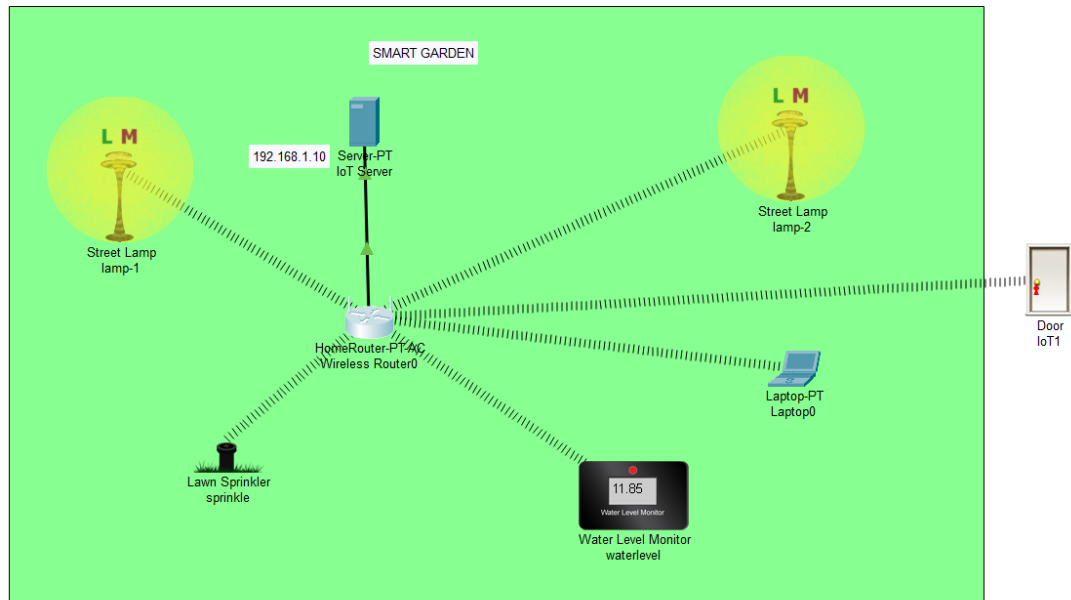 SMART GARDEN
L M
L M
192.168.1.10
Server-PT
IoT Server
Street Lamp
lamp-2
Street Lamp
lamp-1
Door
IoT1
HomeRouter-PT-AC
Wireless Router0
Laptop-PT
Laptop0
Lawn Sprinkler
sprinkle
11.85
Water Level Monitor
Water Level Monitor
waterlevel